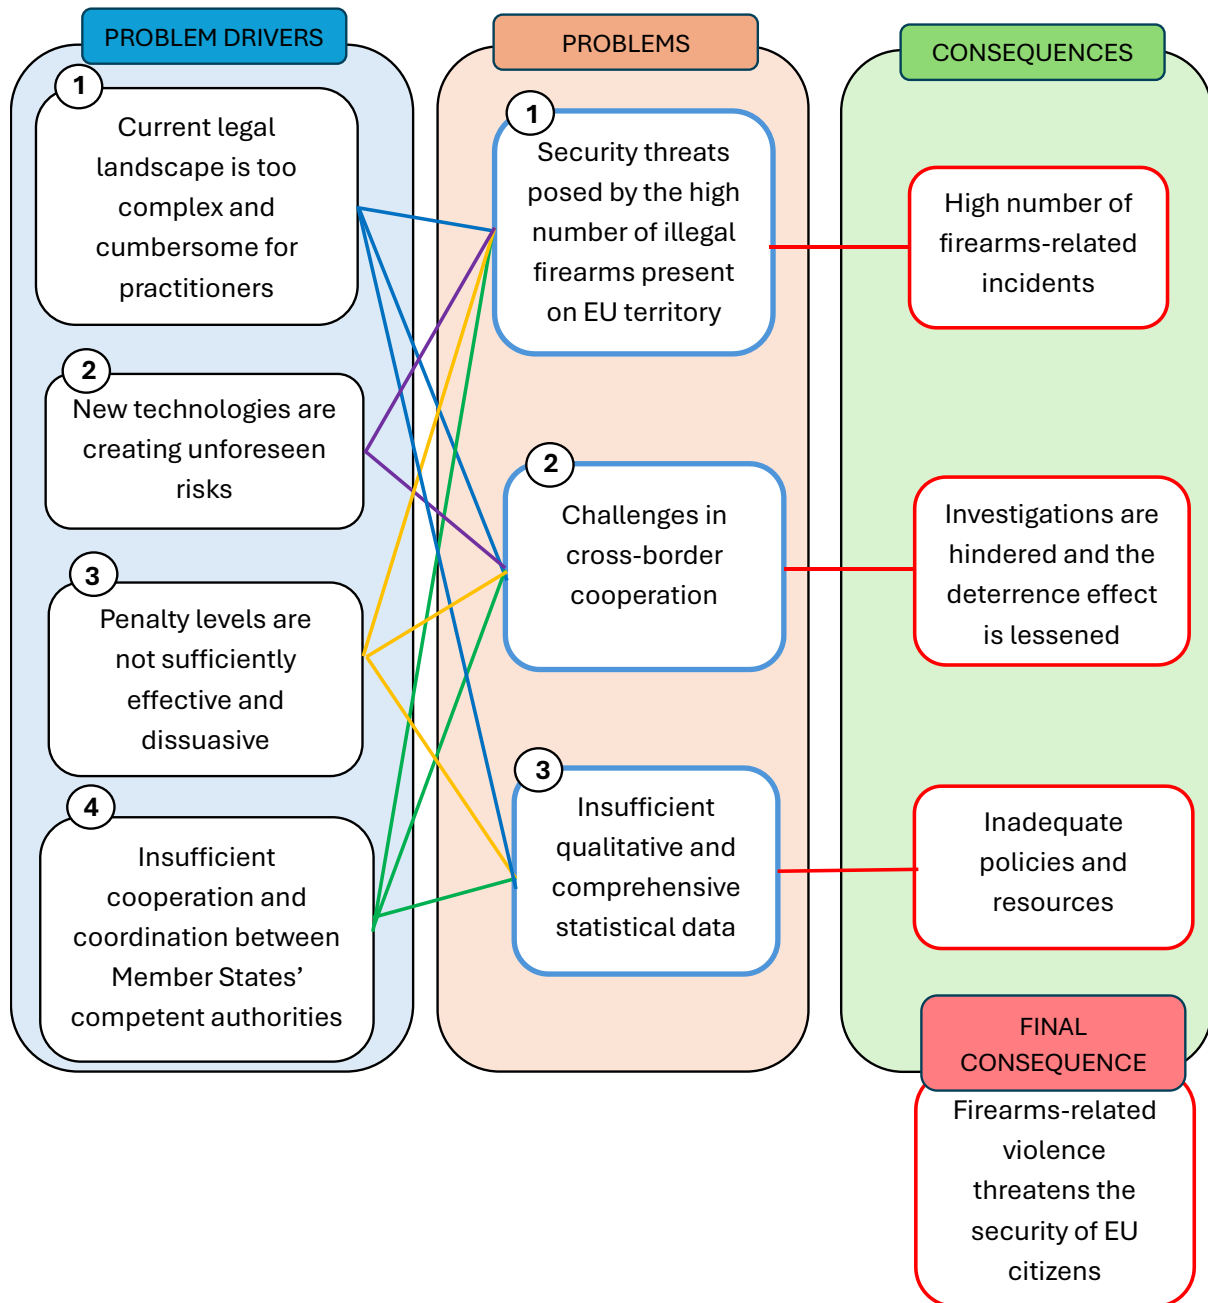 PROBLEM DRIVERS
1
Current legal
landscape is too
complex and
cumbersome for
practitioners
2
New technologies are
creating unforeseen
risks
3
Penalty levels are
not sufficiently
effective and
dissuasive
4
Insufficient
cooperation and
coordination between
Member States’
competent authorities
PROBLEMS
1
Security threats
posed by the high
number of illegal
firearms present
on EU territory
2
Challenges in
cross-border
cooperation
3
Insufficient
qualitative and
comprehensive
statistical data
CONSEQUENCES
High number of
firearms-related
incidents
Investigations are
hindered and the
deterrence effect
is lessened
Inadequate
policies and
resources
FINAL
CONSEQUENCE
Firearms-related
violence
threatens the
security of EU
citizens